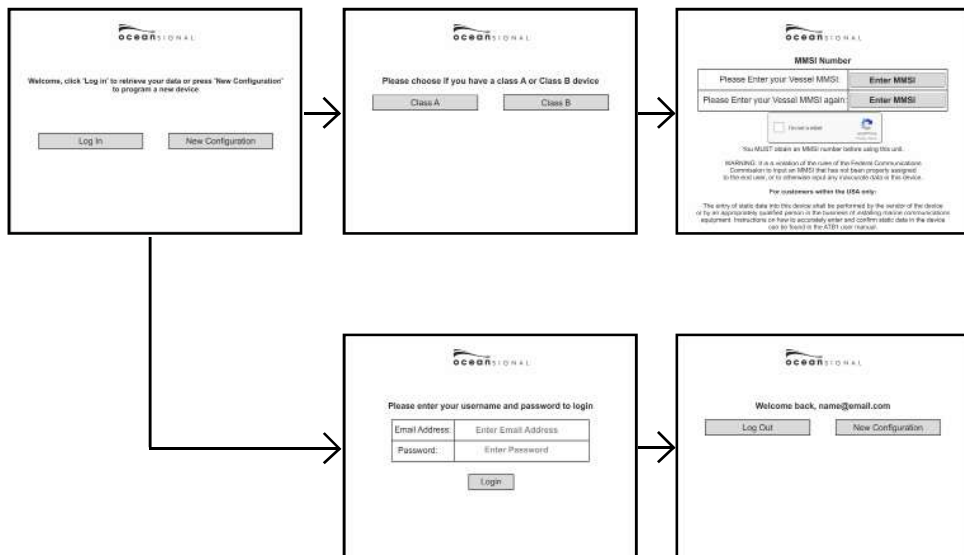 oceansignal
Welcome, click 'Log in' to retrieve your data or press 'New Configuration'
to program a new device
Log In
New Configuration
oceansignal
Please choose if you have a class A or Class B device
Class A
Class B
oceansignal
MMSI Number
Please Enter your Vessel MMSI:
Enter MMSI
Please Enter your Vessel MMSI again:
Enter MMSI
I'm not a robot
You MUST obtain an MMSI number before using this unit.
WARNING: It is a violation of the rules of the Federal Communications
Commission to input an MMSI that has not been properly assigned
to the end user, or to otherwise input any inaccurate data in this device.
For customers within the USA only:
The entry of static data into this device shall be performed by the vendor of the device
or by an appropriately qualified person in the business of installing marine communications
equipment. Instructions on how to accurately enter and confirm static data in the device
can be found in the ATB1 user manual.
oceansignal
Please enter your username and password to login
Email Address:
Enter Email Address
Password:
Enter Password
Login
oceansignal
Welcome back, name@email.com
Log Out
New Configuration